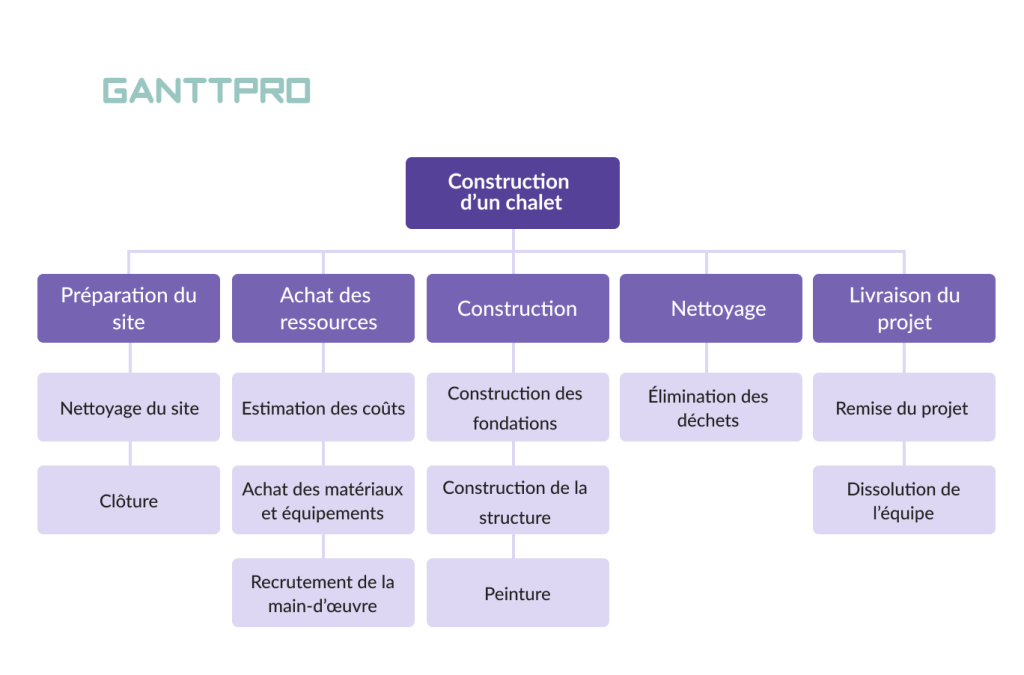 GANTTPRO
Construction
d’un chalet
Préparation du
site
Achat des
ressources
Construction
Nettoyage
Livraison du
projet
Nettoyage du site
Estimation des coûts
Construction des
fondations
Élimination des
déchets
Remise du projet
Clôture
Achat des matériaux
et équipements
Construction de la
structure
Dissolution de
l’équipe
Recrutement de la
main-d’œuvre
Peinture